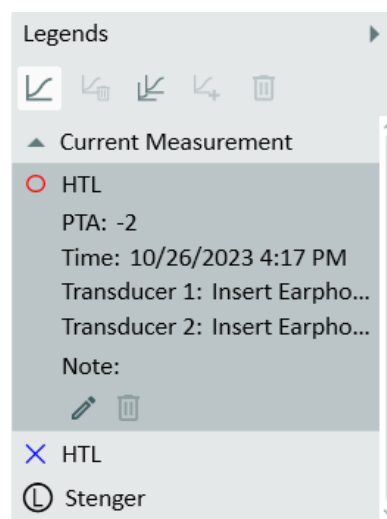 Legends
Current Measurement
HTL
PTA: -2
Time: 10/26/2023 4:17 PM
Transducer 1: Insert Earpho...
Transducer 2: Insert Earpho...
Note:
HTL
L Stenger